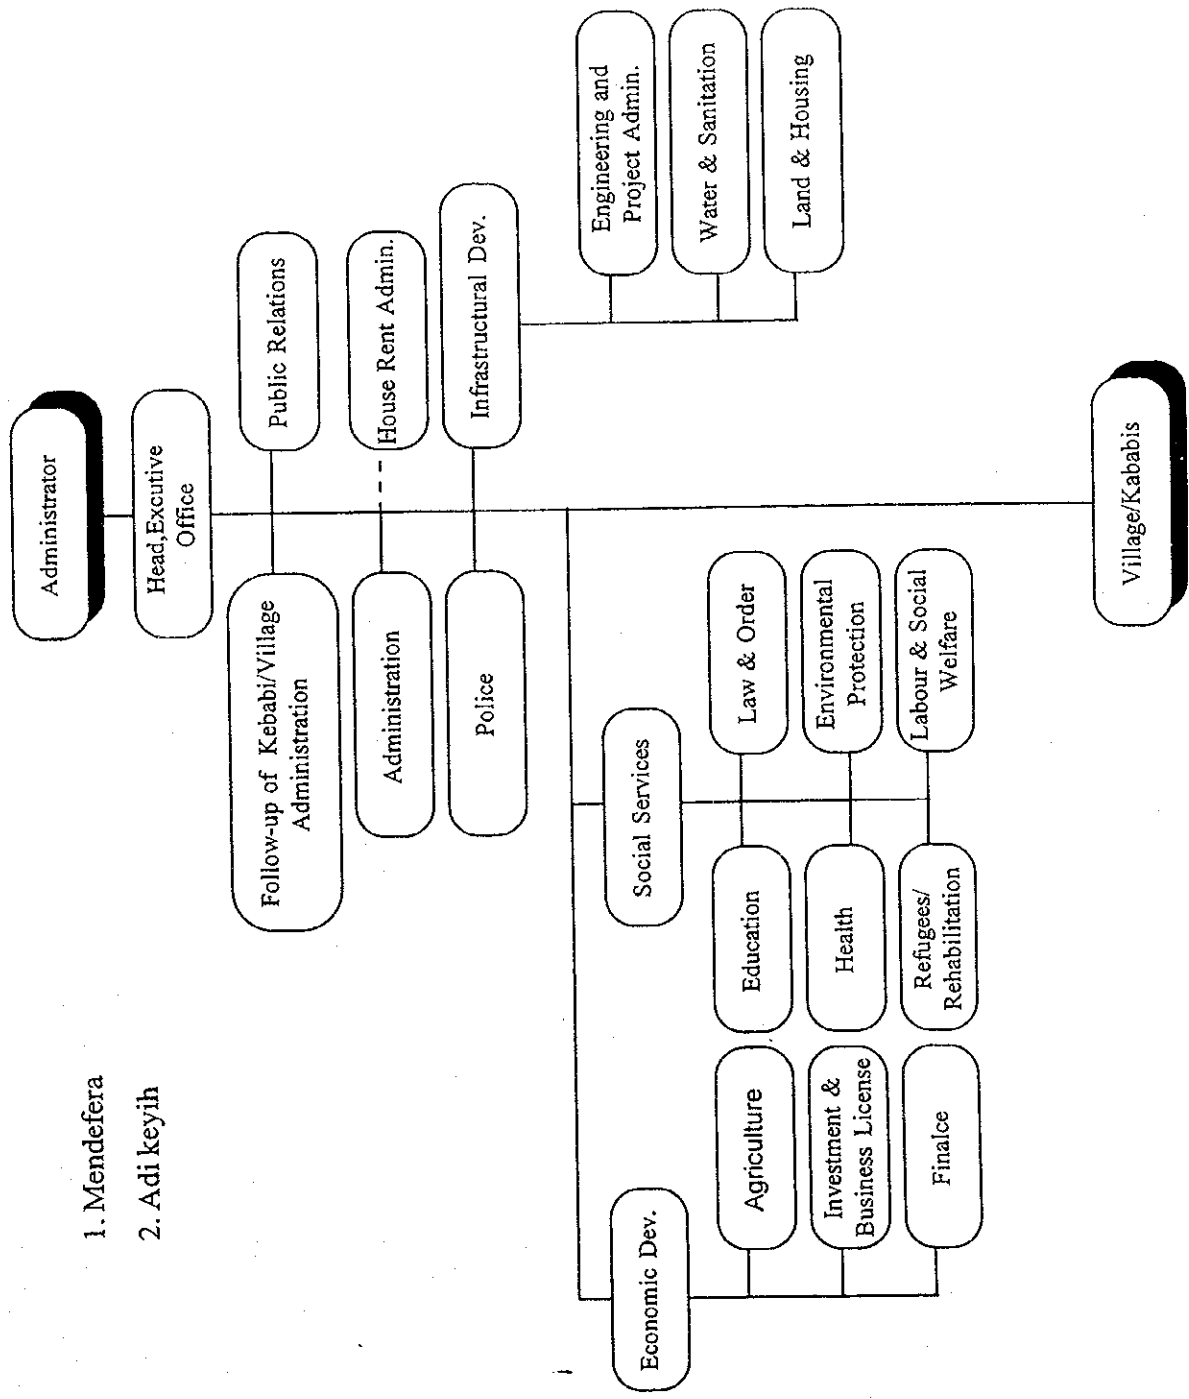 1. Mendefera
2. Adi keyih
Administrator
Head,Excutive
Office
Follow-up of Kebabi/Village
Administration
Public Relations
Administration
House Rent Admin.
Police
Infrastructural Dev.
Engineering and
Project Admin.
Water & Sanitation
Land & Housing
Economic Dev.
Agriculture
Investment &
Business License
Finalce
Social Services
Education
Law & Order
Health
Environmental
Protection
Refugees/
Rehabilitation
Labour & Social
Welfare
Village/Kababis